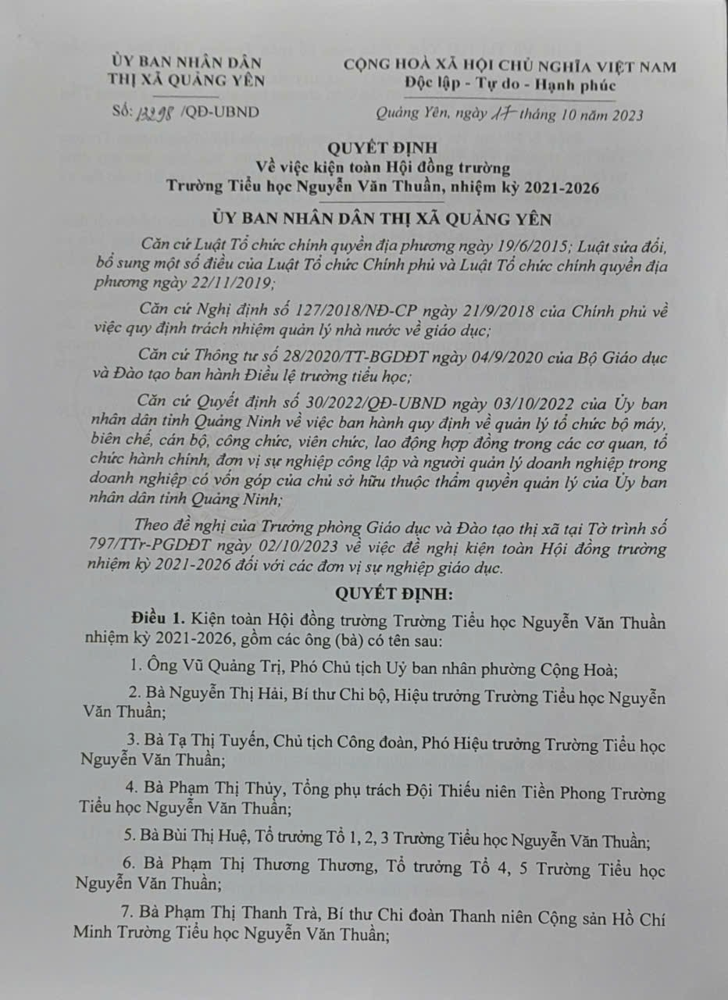 ỦY BAN NHÂN DÂN
THỊ XÃ QUẢNG YÊN
Số: 13298 /QĐ-UBND
CỘNG HOÀ XÃ HỘI CHỦ NGHĨA VIỆT NAM
Độc lập - Tự do - Hạnh phúc
Quảng Yên, ngày 17 tháng 10 năm 2023
QUYẾT ĐỊNH
Về việc kiện toàn Hội đồng trường
Trường Tiểu học Nguyễn Văn Thuần, nhiệm kỳ 2021-2026
ỦY BAN NHÂN DÂN THỊ XÃ QUẢNG YÊN
Căn cứ Luật Tổ chức chính quyền địa phương ngày 19/6/2015; Luật sửa đổi,
bổ sung một số điều của Luật Tổ chức Chính phủ và Luật Tổ chức chính quyền địa
phương ngày 22/11/2019;
Căn cứ Nghị định số 127/2018/NĐ-CP ngày 21/9/2018 của Chính phủ về
việc quy định trách nhiệm quản lý nhà nước về giáo dục;
Căn cứ Thông tư số 28/2020/TT-BGDĐT ngày 04/9/2020 của Bộ Giáo dục
và Đào tạo ban hành Điều lệ trường tiểu học;
Căn cứ Quyết định số 30/2022/QĐ-UBND ngày 03/10/2022 của Ủy ban
nhân dân tỉnh Quảng Ninh về việc ban hành quy định về quản lý tổ chức bộ máy,
biên chế, cán bộ, công chức, viên chức, lao động hợp đồng trong các cơ quan, tổ
chức hành chính, đơn vị sự nghiệp công lập và người quản lý doanh nghiệp trong
doanh nghiệp có vốn góp của chủ sở hữu thuộc thẩm quyền quản lý của Ủy ban
nhân dân tỉnh Quảng Ninh;
Theo đề nghị của Trưởng phòng Giáo dục và Đào tạo thị xã tại Tờ trình số
797/TTr-PGDĐT ngày 02/10/2023 về việc đề nghị kiện toàn Hội đồng trường
nhiệm kỳ 2021-2026 đối với các đơn vị sự nghiệp giáo dục.
QUYẾT ĐỊNH:
Điều 1. Kiện toàn Hội đồng trường Trường Tiểu học Nguyễn Văn Thuần
nhiệm kỳ 2021-2026, gồm các ông (bà) có tên sau:
1. Ông Vũ Quảng Trị, Phó Chủ tịch Uỷ ban nhân phường Cộng Hoà;
2. Bà Nguyễn Thị Hải, Bí thư Chi bộ, Hiệu trưởng Trường Tiểu học Nguyễn
Văn Thuần;
3. Bà Tạ Thị Tuyến, Chủ tịch Công đoàn, Phó Hiệu trưởng Trường Tiểu học
Nguyễn Văn Thuần;
4. Bà Phạm Thị Thủy, Tổng phụ trách Đội Thiếu niên Tiền Phong Trường
Tiểu học Nguyễn Văn Thuần;
5. Bà Bùi Thị Huệ, Tổ trưởng Tổ 1, 2, 3 Trường Tiểu học Nguyễn Văn Thuần;
6. Bà Phạm Thị Thương Thương, Tổ trưởng Tổ 4, 5 Trường Tiểu học
Nguyễn Văn Thuần;
7. Bà Phạm Thị Thanh Trà, Bí thư Chi đoàn Thanh niên Cộng sản Hồ Chí
Minh Trường Tiểu học Nguyễn Văn Thuần;